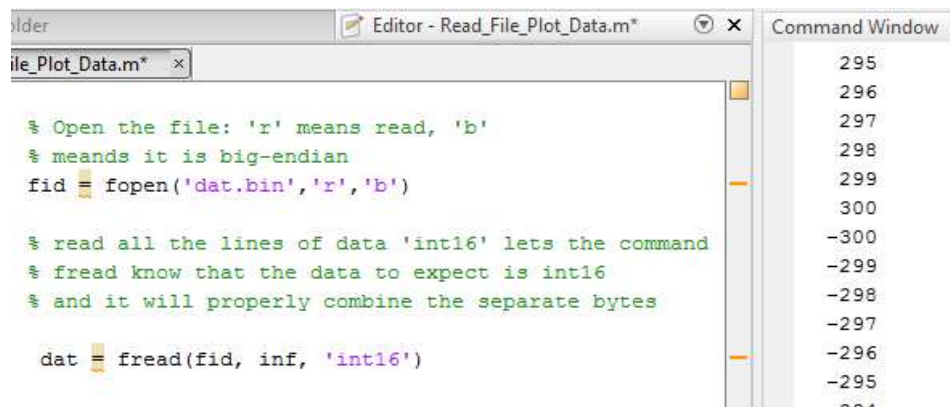 older
Editor - Read_File_Plot_Data.m*
Command Window
ile_Plot_Data.m* ×
% Open the file: 'r' means read, 'b'
% meands it is big-endian
fid = fopen('dat.bin','r','b')
% read all the lines of data 'int16' lets the command
% fread know that the data to expect is int16
% and it will properly combine the separate bytes
dat = fread(fid, inf, 'int16')
295
296
297
298
299
300
-300
-299
-298
-297
-296
-295